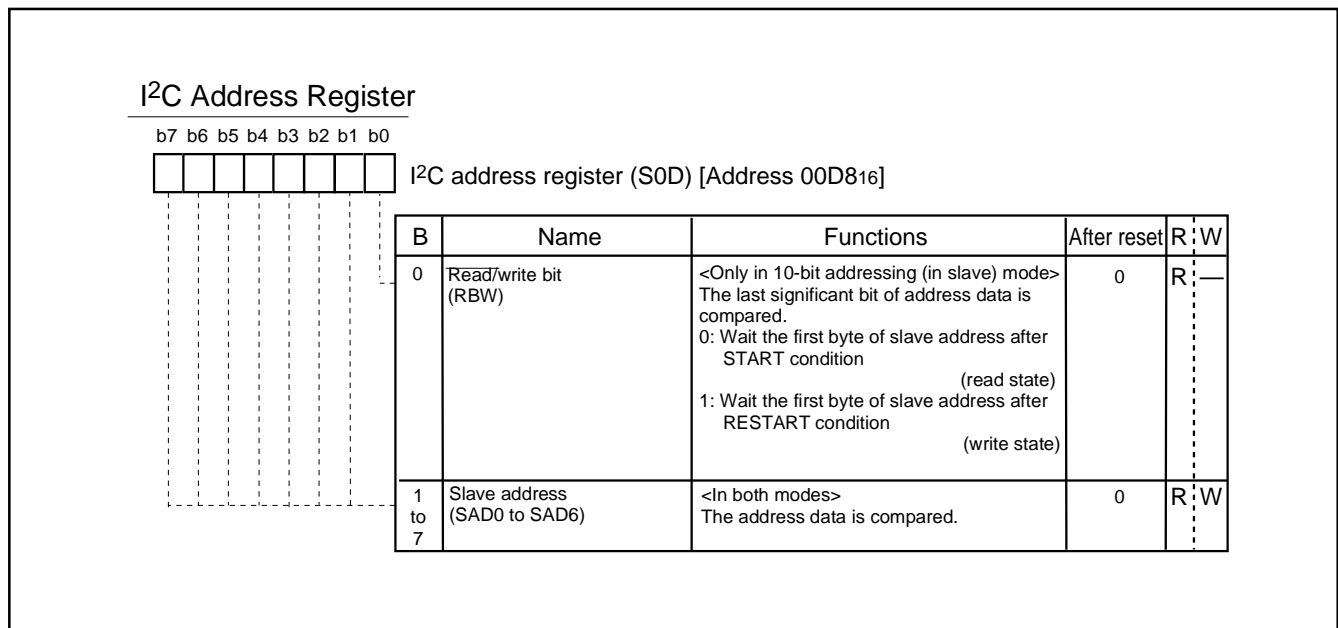 I2C Address Register
b7 b6 b5 b4 b3 b2 b1 b0
I2C address register (S0D) [Address 00D816]
B Name Functions After reset R W
0 Read/write bit (RBW)
<Only in 10-bit addressing (in slave) mode>
The last significant bit of address data is
compared.
0: Wait the first byte of slave address after
START condition
(read state)
1: Wait the first byte of slave address after
RESTART condition
(write state)
0 R —
1 to 7
Slave address
(SAD0 to SAD6)
<In both modes>
The address data is compared.
0 R W